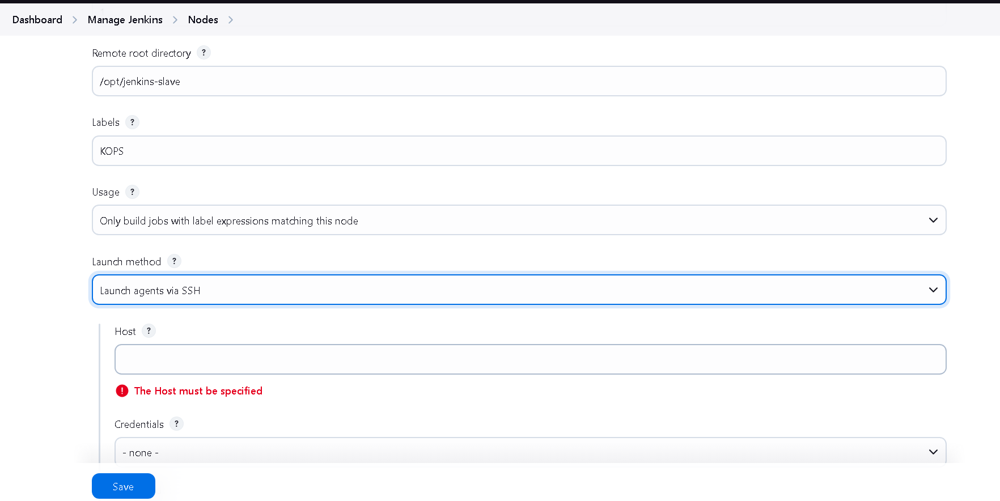 Dashboard > Manage Jenkins > Nodes >
Remote root directory ?
/opt/jenkins-slave
Labels ?
KOPS
Usage ?
Only build jobs with label expressions matching this node
Launch method ?
Launch agents via SSH
Host ?
! The Host must be specified
Credentials ?
- none -
Save